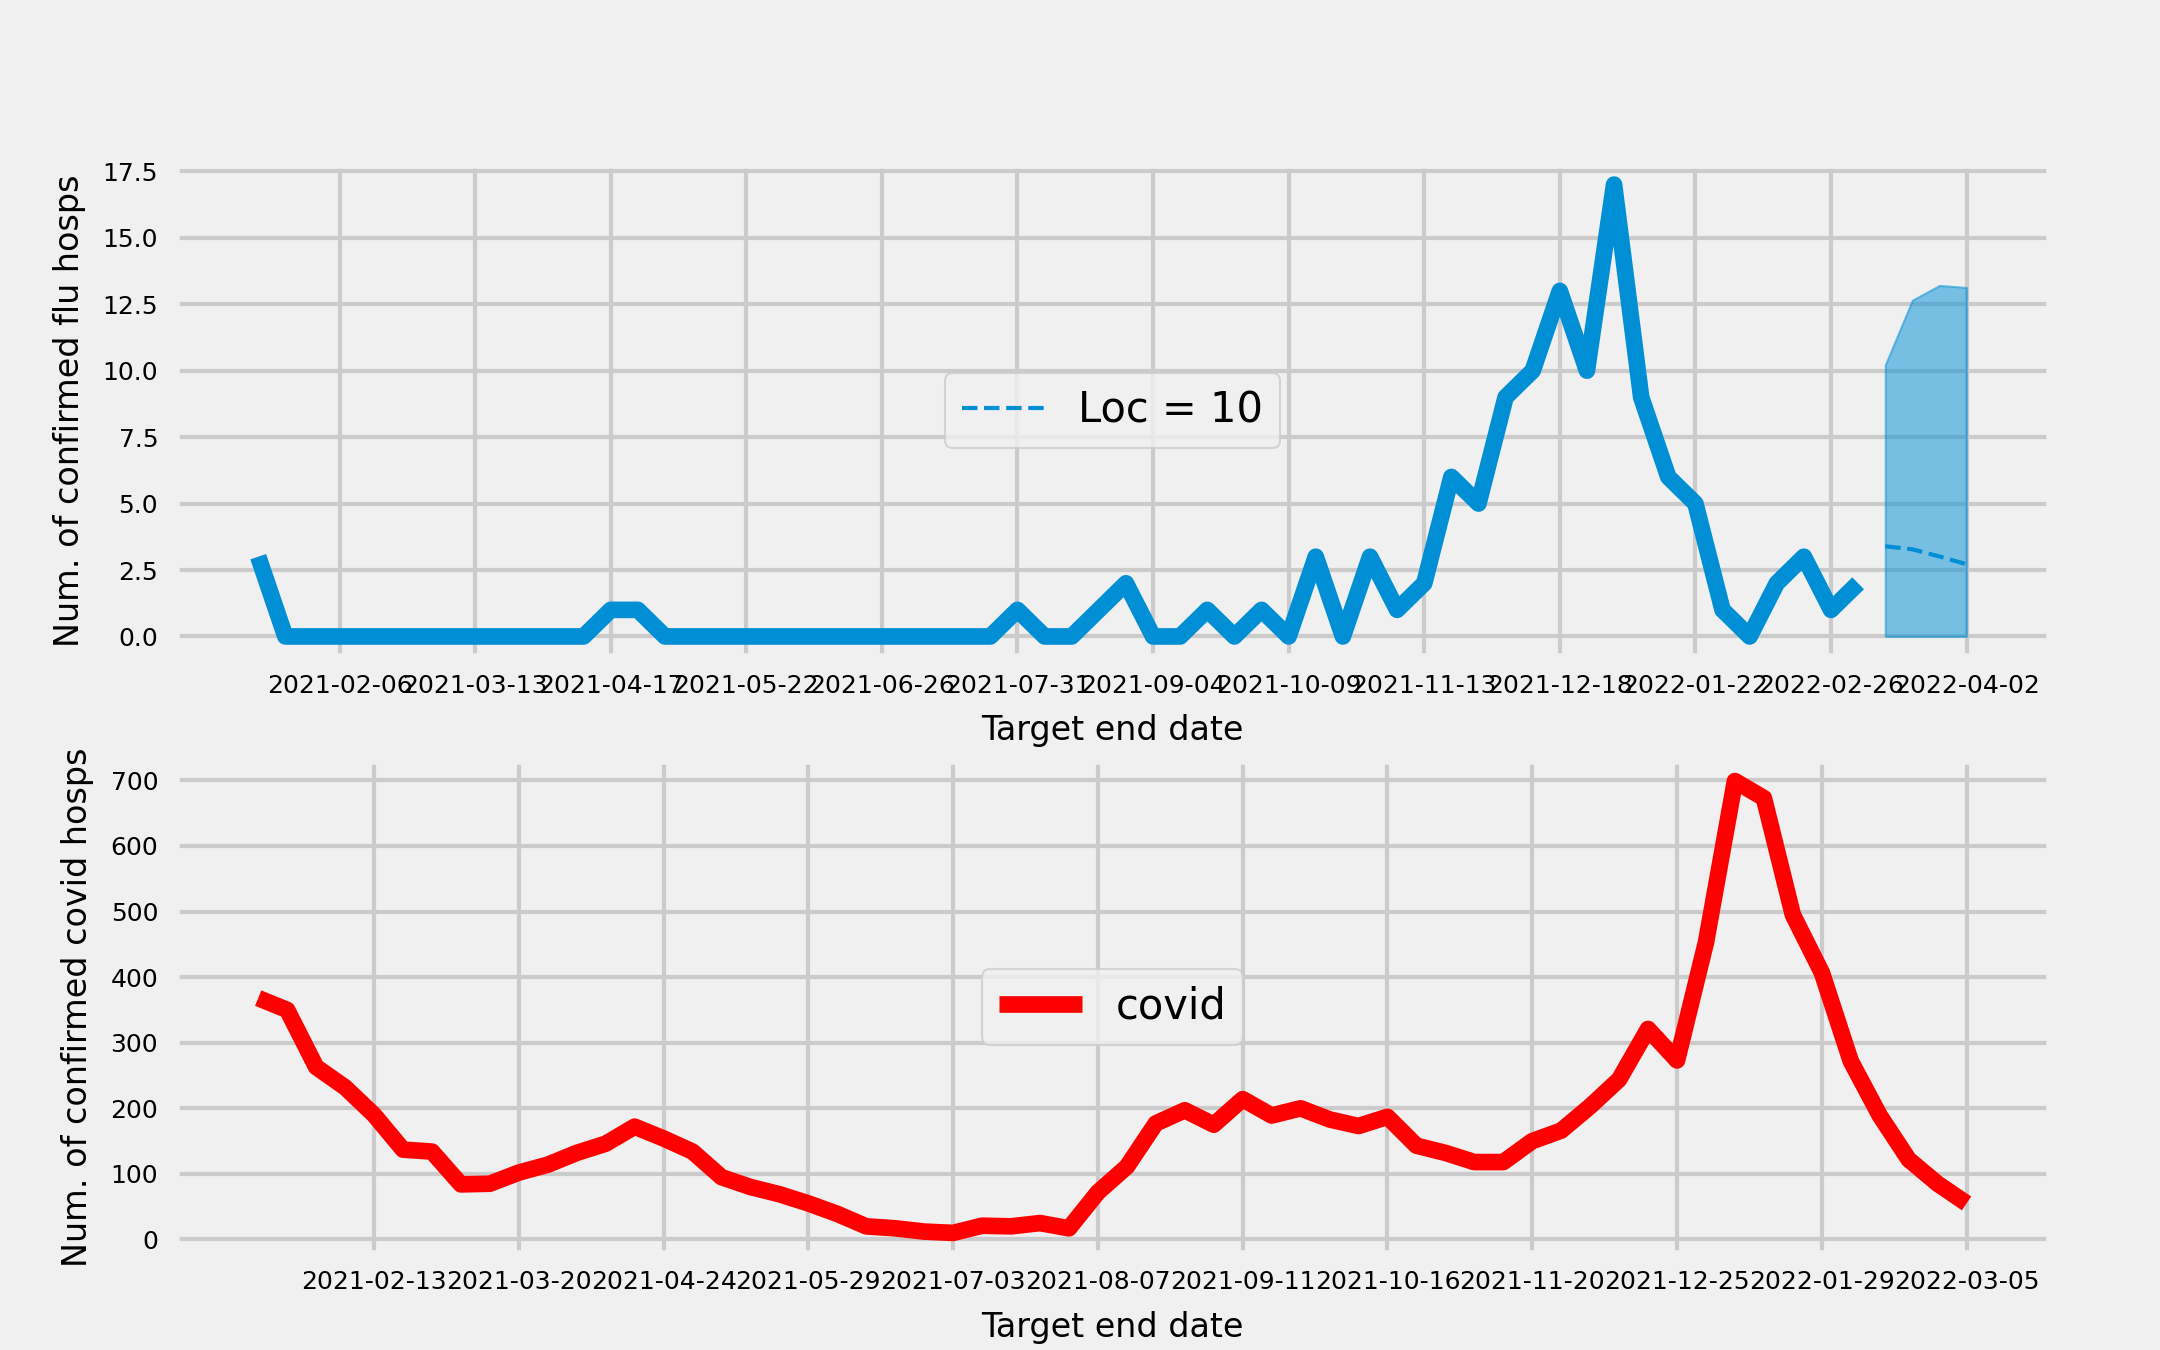 Num. of confirmed flu hosps
17.5
15.0
12.5
10.0
7.5
5.0
2.5
0.0
Loc = 10
2021-02-06 2021-03-13 2021-04-17 2021-05-22 2021-06-26 2021-07-31 2021-09-04 2021-10-09 2021-11-13 2021-12-18 2022-01-22 2022-02-26 2022-04-02
Target end date
Num. of confirmed covid hosps
700
600
500
400
300
200
100
0
covid
2021-02-13 2021-03-20 2021-04-24 2021-05-29 2021-07-03 2021-08-07 2021-09-11 2021-10-16 2021-11-20 2021-12-25 2022-01-29 2022-03-05
Target end date